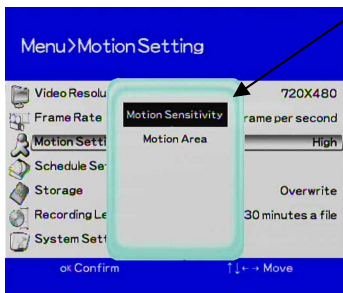 Menu>Motion Setting
Video Resolu 720X480
Frame Rate rame per second
Motion Setti High
Schedule Se
Storage Overwrite
Recording Le 30 minutes a file
System Sett
Motion Sensitivity
Motion Area
ok Confirm ↑↓←→ Move